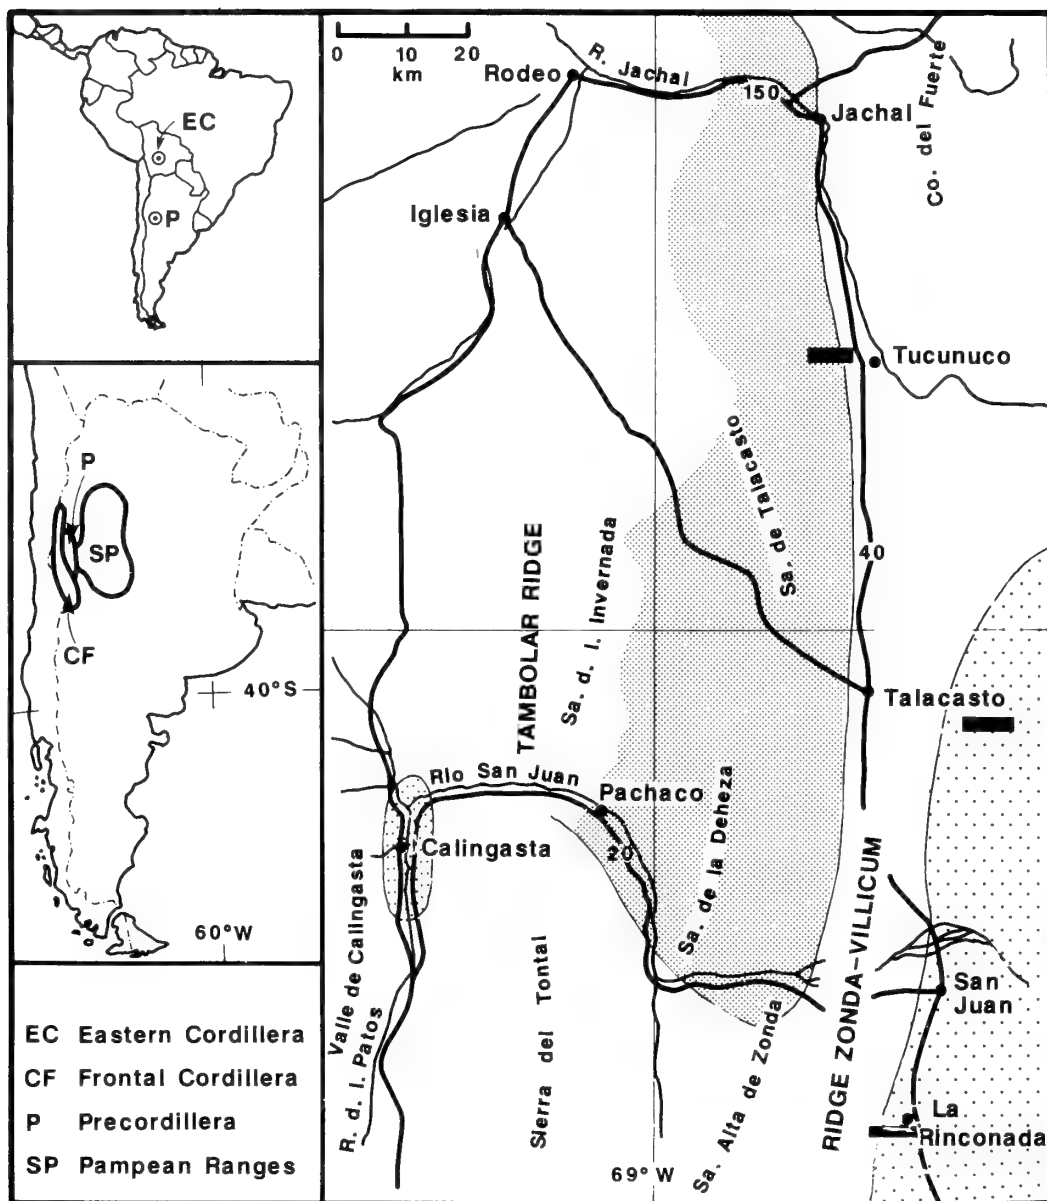 EC
P
P
SP
CF
40°S
60°W
EC Eastern Cordillera
CF Frontal Cordillera
P Precordillera
SP Pampean Ranges
0 10 20
km
R. Jachal
Rodeo
150
Jachal
Co. del Fuerte
Iglesia
Tucunuco
Sa. de Talacasto
TAMBOLAR RIDGE
Sa. d. l. Invernada
40
Talacasto
Rio San Juan
Pachaco
Calingasta
20
Sa. de la Deheza
Valle de Calingasta
R. d. l. Patos
Sierra del Tontal
Sa. Alta de Zonda
RIDGE ZONDA-VILLICUM
San
Juan
La
Rinconada
69° W